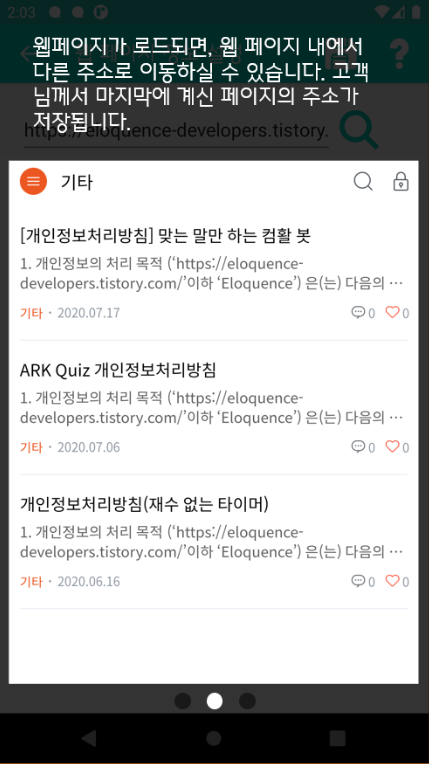 2:03
웹페이지가 로드되면, 웹 페이지 내에서
다른 주소로 이동하실 수 있습니다. 고객
님께서 마지막에 계신 페이지의 주소가
저장됩니다.
https://eloquence-developers.tistory.
기타
[개인정보처리방침] 맞는 말만 하는 컴활 봇
1. 개인정보의 처리 목적 (‘https://eloquence-
developers.tistory.com/’이하 ‘Eloquence’) 은(는) 다음의 …
기타 · 2020.07.17 0 0
ARK Quiz 개인정보처리방침
1. 개인정보의 처리 목적 (‘https://eloquence-
developers.tistory.com/’이하 ‘Eloquence’) 은(는) 다음의 …
기타 · 2020.07.06 0 0
개인정보처리방침(재수 없는 타이머)
1. 개인정보의 처리 목적 (‘https://eloquence-
developers.tistory.com/’이하 ‘Eloquence’) 은(는) 다음의 …
기타 · 2020.06.16 0 0